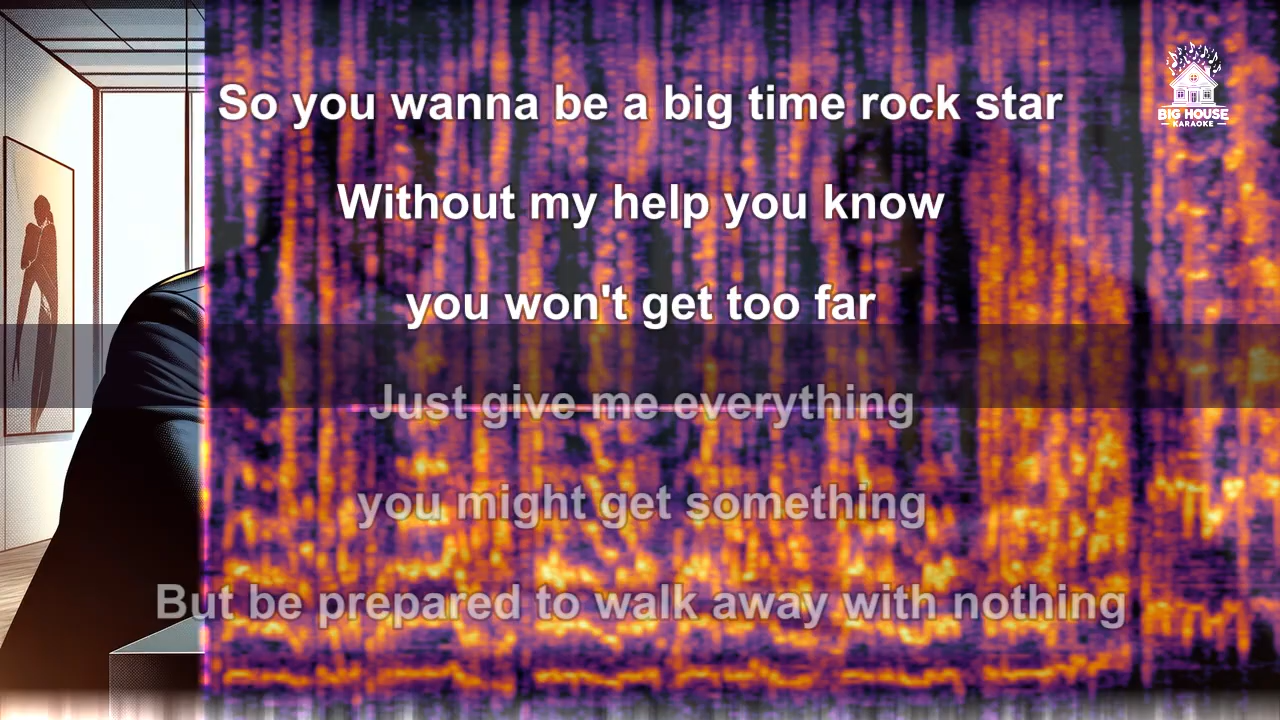 So you wanna be a big time rock star
Without my help you know
you won't get too far
Just give me everything
you might get something
But be prepared to walk away with nothing
BIG HOUSE
KARAOKE